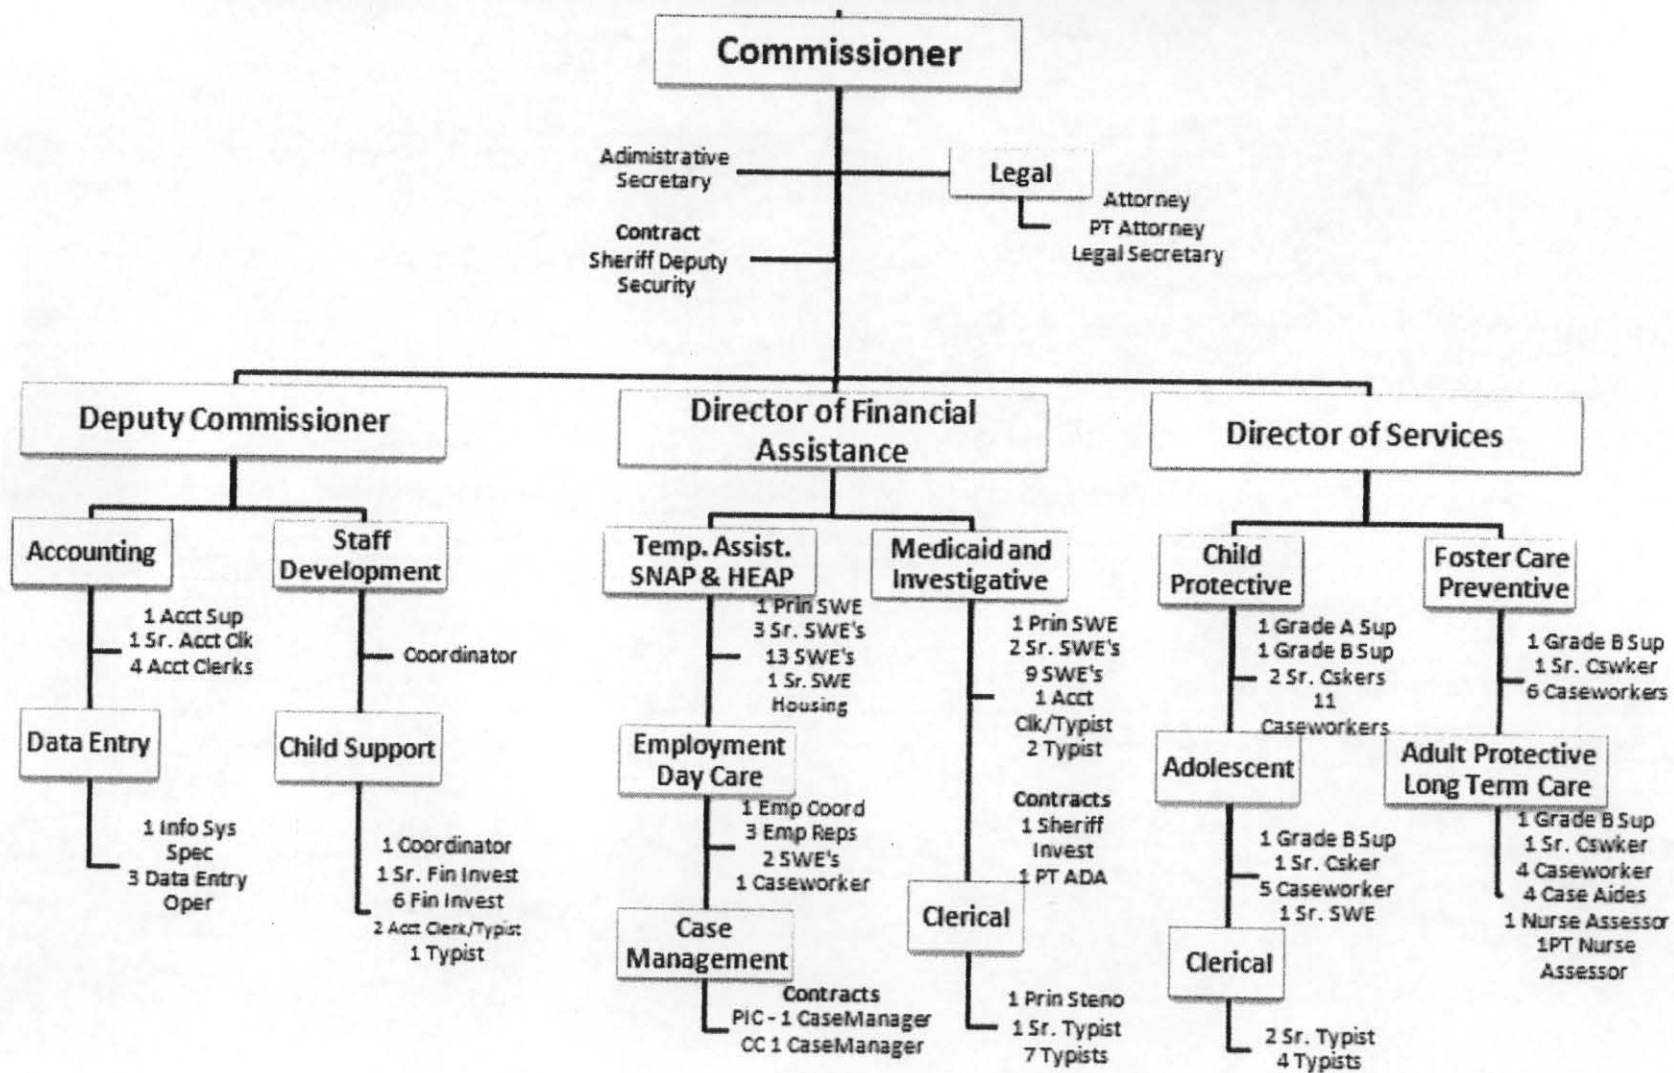 Commissioner
Adimistrative
Secretary
Legal
Attorney
PT Attorney
Legal Secretary
Contract
Sheriff Deputy
Security
Deputy Commissioner
Director of Financial
Assistance
Director of Services
Accounting
1 Acct Sup
1 Sr. Acct Clk
4 Acct Clerks
Data Entry
1 Info Sys
Spec
3 Data Entry
Oper
Staff
Development
Coordinator
Child Support
1 Coordinator
1 Sr. Fin Invest
6 Fin Invest
2 Acct Clerk/Typist
1 Typist
Temp. Assist.
SNAP & HEAP
1 Prin SWE
3 Sr. SWE's
13 SWE's
1 Sr. SWE
Housing
Employment
Day Care
1 Emp Coord
3 Emp Reps
2 SWE's
1 Caseworker
Case
Management
Contracts
PIC - 1 CaseManager
CC 1 CaseManager
Medicaid and
Investigative
1 Prin SWE
2 Sr. SWE's
9 SWE's
1 Acct
Clk/Typist
2 Typist
Contracts
1 Sheriff
Invest
1 PT ADA
Clerical
1 Prin Steno
1 Sr. Typist
7 Typists
Child
Protective
1 Grade A Sup
1 Grade B Sup
2 Sr. Cskers
11
Caseworkers
Adolescent
1 Grade B Sup
1 Sr. Csker
5 Caseworker
1 Sr. SWE
Clerical
2 Sr. Typist
4 Typists
Foster Care
Preventive
1 Grade B Sup
1 Sr. Cswker
6 Caseworkers
Adult Protective
Long Term Care
1 Grade B Sup
1 Sr. Cswker
4 Caseworker
4 Case Aides
1 Nurse Assessor
1PT Nurse
Assessor